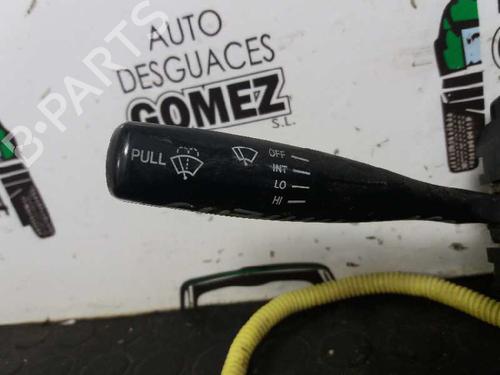 AUTO
DESGUACES
GOMEZ
S.L.
B-PARTS
PULL
OFF
INT
LO
HI